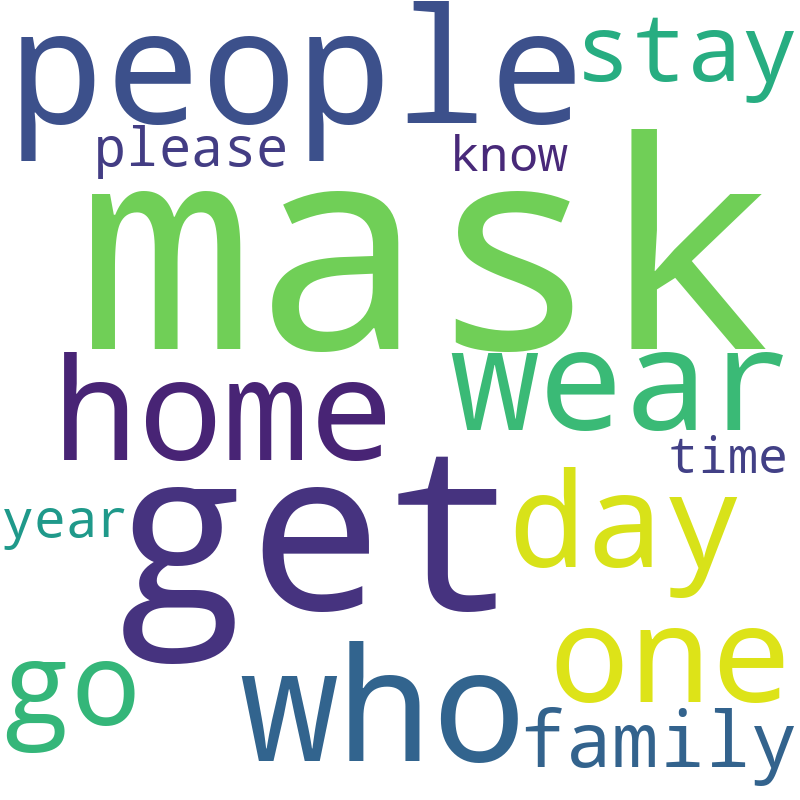 people stay
please know
mask
home wear
time
get day
year
one
go who
family